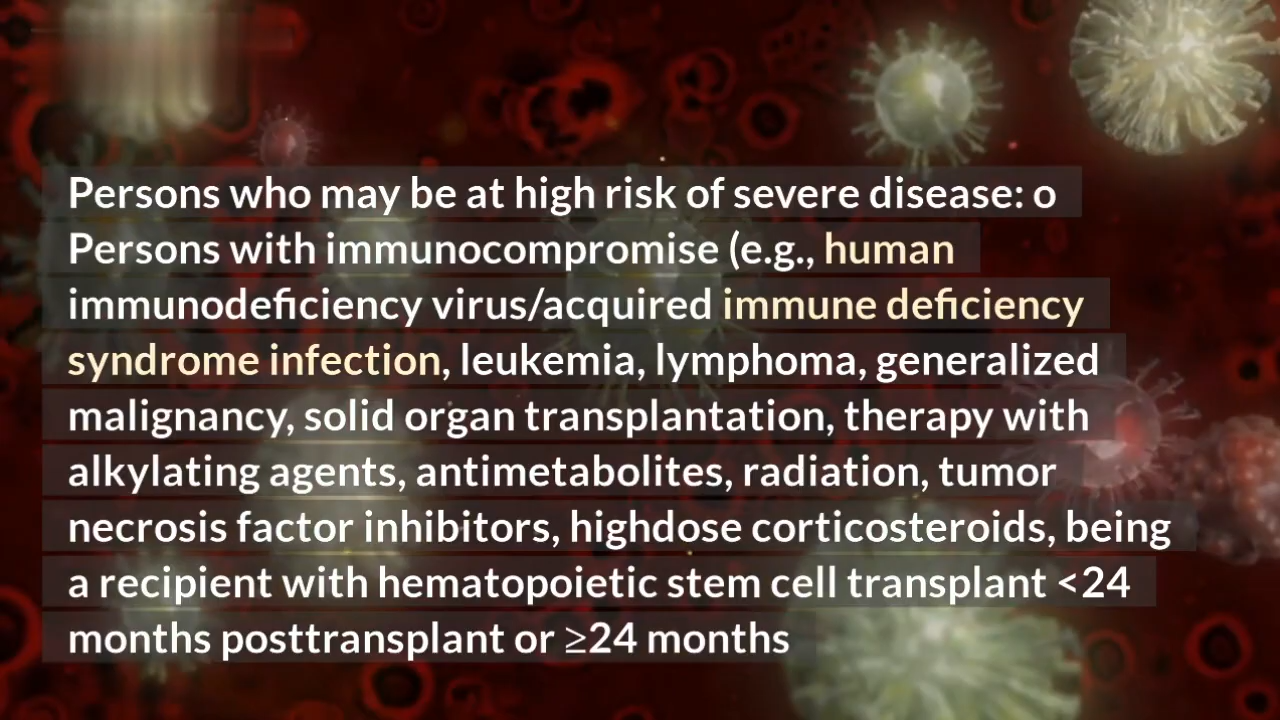 Persons who may be at high risk of severe disease: o
Persons with immunocompromise (e.g., human
immunodeficiency virus/acquired immune deficiency
syndrome infection, leukemia, lymphoma, generalized
malignancy, solid organ transplantation, therapy with
alkylating agents, antimetabolites, radiation, tumor
necrosis factor inhibitors, highdose corticosteroids, being
a recipient with hematopoietic stem cell transplant <24
months posttransplant or ≥24 months